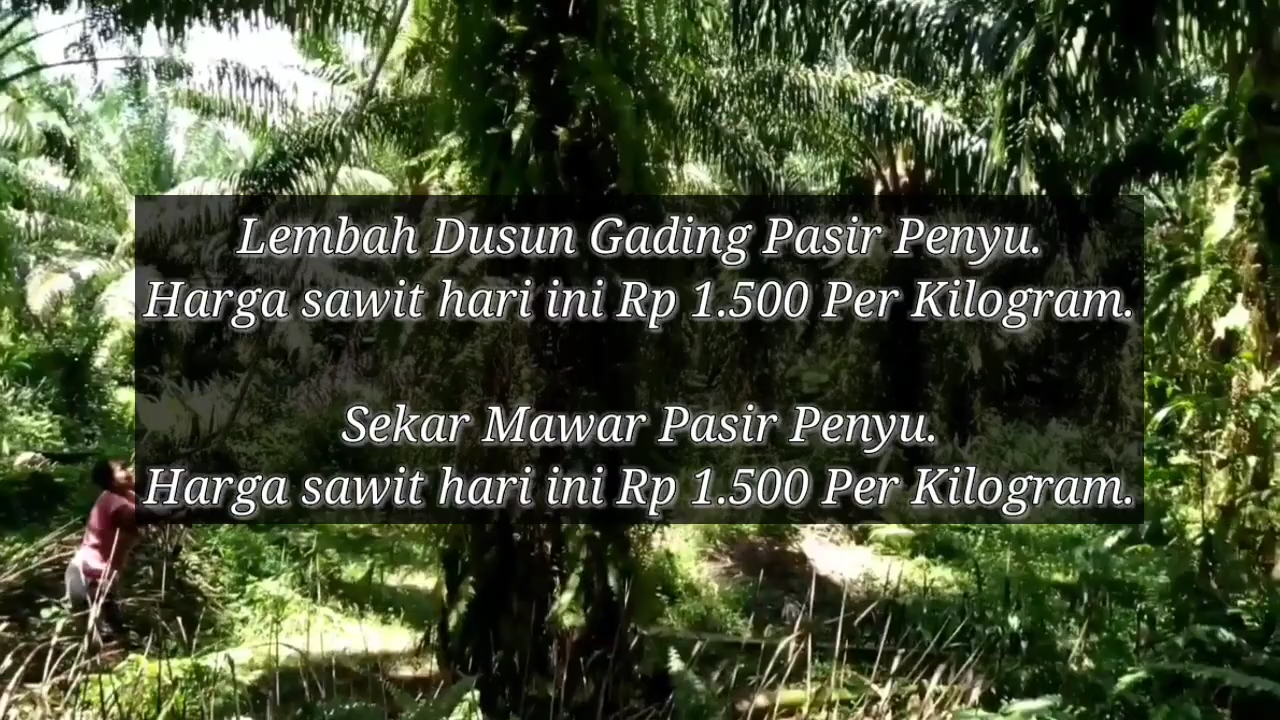 Lembah Dusun Gading Pasir Penyu.
Harga sawit hari ini Rp 1.500 Per Kilogram.
Sekar Mawar Pasir Penyu.
Harga sawit hari ini Rp 1.500 Per Kilogram.